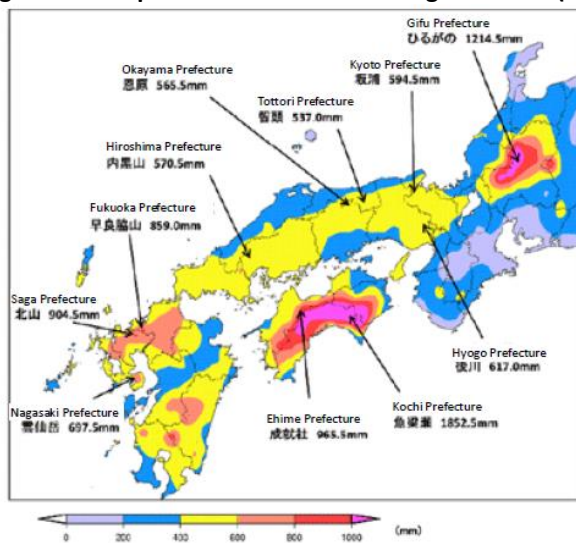 Gifu Prefecture
ひるがの 1214.5mm
Kyoto Prefecture
坂浦 594.5mm
Okayama Prefecture
恩原 565.5mm
Tottori Prefecture
智頭 537.0mm
Hiroshima Prefecture
内黒山 570.5mm
Fukuoka Prefecture
早良脇山 859.0mm
Saga Prefecture
北山 904.5mm
Nagasaki Prefecture
雲仙岳 697.5mm
Ehime Prefecture
成就社 965.5mm
Kochi Prefecture
魚梁瀬 1852.5mm
Hyogo Prefecture
後川 617.0mm
0 200 400 600 800 1000 (mm)